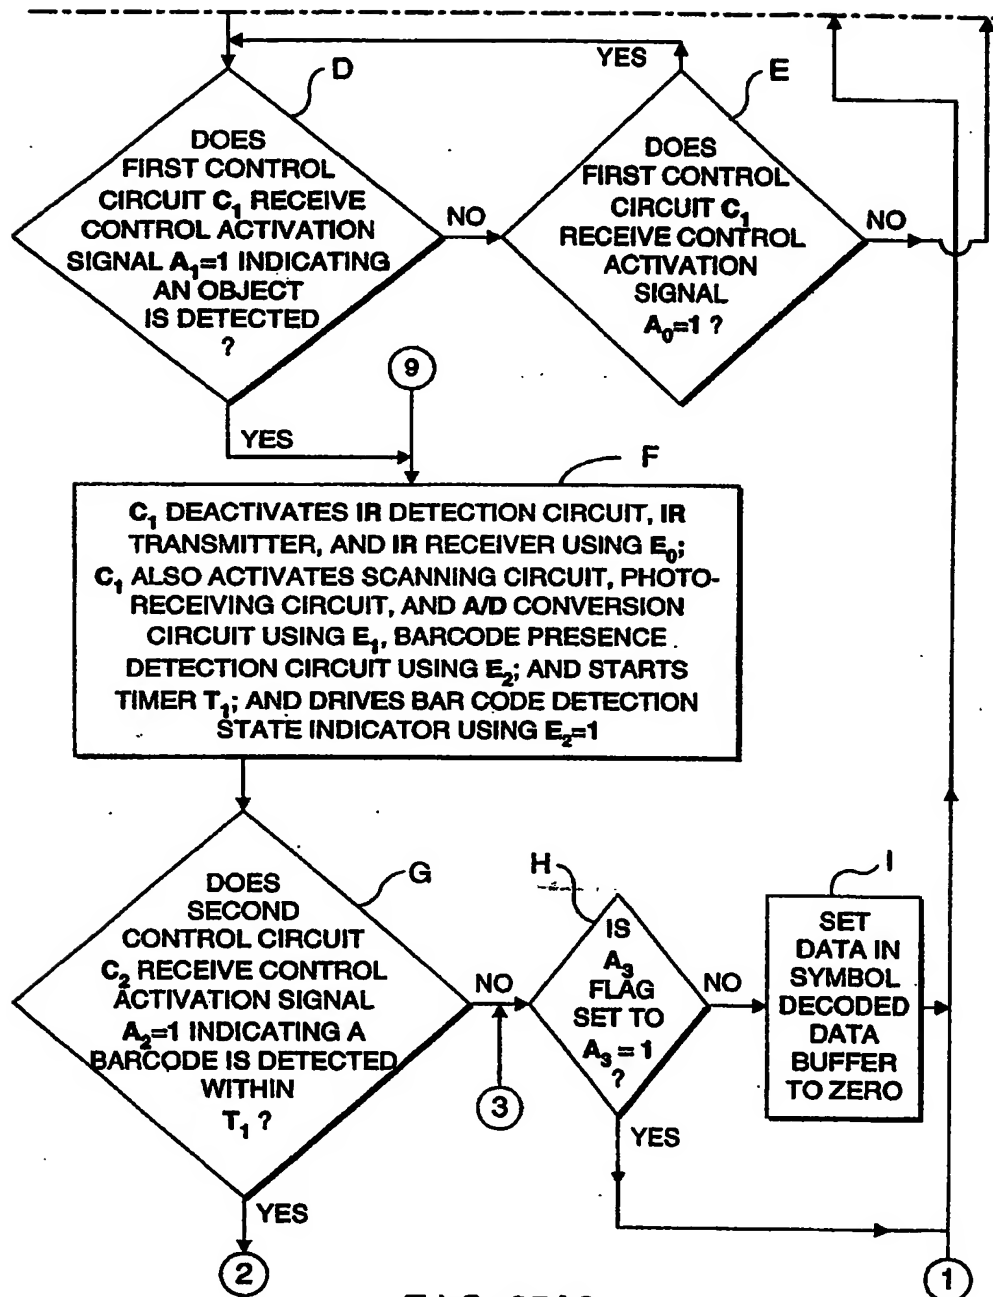 YES
D
E
DOES
FIRST CONTROL
CIRCUIT C₁ RECEIVE
CONTROL ACTIVATION
SIGNAL A₁=1 INDICATING
AN OBJECT
IS DETECTED
?
NO
DOES
FIRST CONTROL
CIRCUIT C₁
RECEIVE CONTROL
ACTIVATION
SIGNAL
A₀=1 ?
NO
9
YES
F
C₁ DEACTIVATES IR DETECTION CIRCUIT, IR
TRANSMITTER, AND IR RECEIVER USING E₀;
C₁ ALSO ACTIVATES SCANNING CIRCUIT, PHOTO-
RECEIVING CIRCUIT, AND A/D CONVERSION
CIRCUIT USING E₁, BARCODE PRESENCE
DETECTION CIRCUIT USING E₂; AND STARTS
TIMER T₁; AND DRIVES BAR CODE DETECTION
STATE INDICATOR USING E₂=1
G
DOES
SECOND
CONTROL CIRCUIT
C₂ RECEIVE CONTROL
ACTIVATION SIGNAL
A₂=1 INDICATING A
BARCODE IS DETECTED
WITHIN
T₁ ?
NO
3
H
IS
A₃
FLAG
SET TO
A₃ = 1
?
NO
I
SET
DATA IN
SYMBOL
DECODED
DATA
BUFFER
TO ZERO
YES
YES
2
1